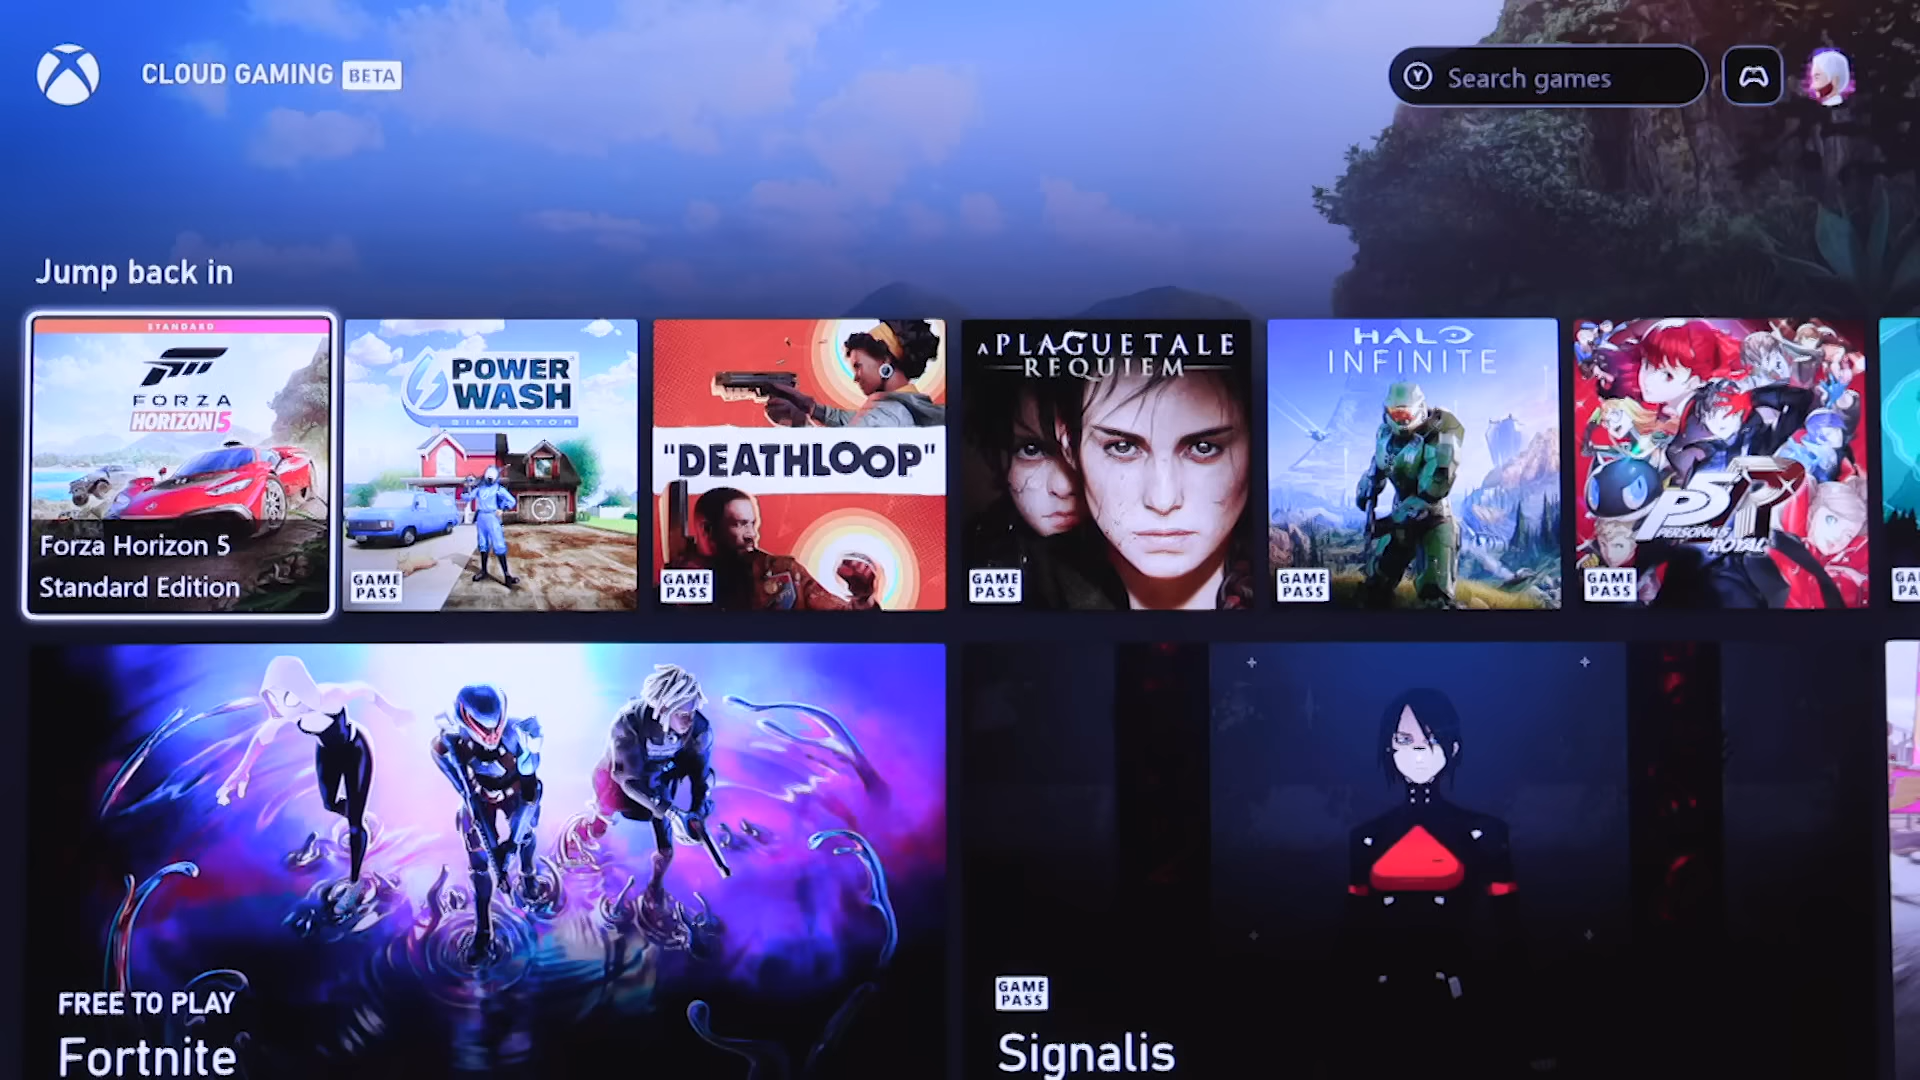 CLOUD GAMING BETA
Y Search games
Jump back in
STANDARD
FORZA
HORIZON 5
Forza Horizon 5
Standard Edition
POWER
WASH
SIMULATOR
GAME
PASS
"DEATHLOOP"
GAME
PASS
A PLAGUE TALE
REQUIEM
GAME
PASS
HALO
INFINITE
GAME
PASS
P5R
PERSONA5
ROYAL
GAME
PASS
FREE TO PLAY
Fortnite
GAME
PASS
Signalis